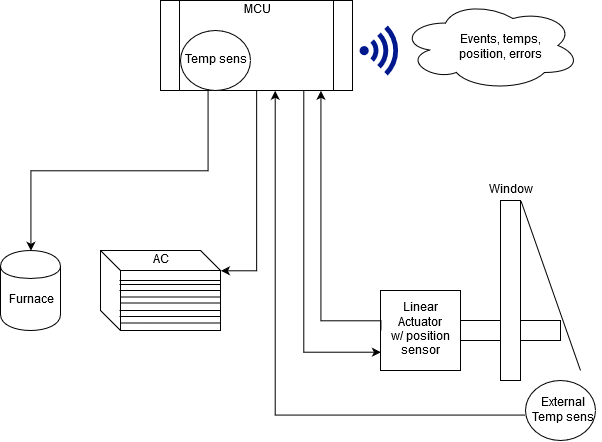 MCU
Temp sens
Events, temps,
position, errors
Window
AC
Furnace
Linear
Actuator
w/ position
sensor
External
Temp sens